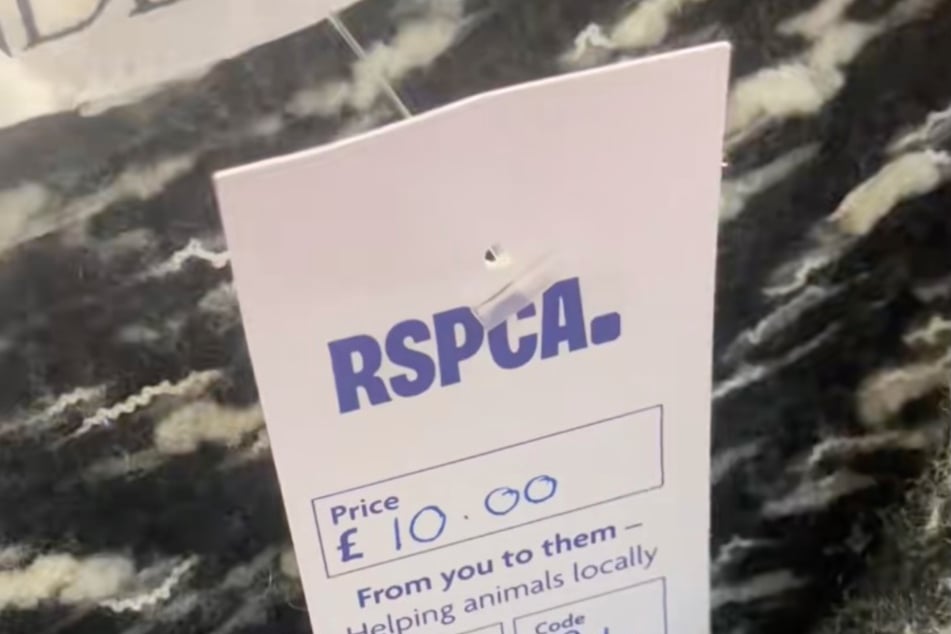 RSPCA.
Price
£ 10.00
From you to them –
Helping animals locally
Code